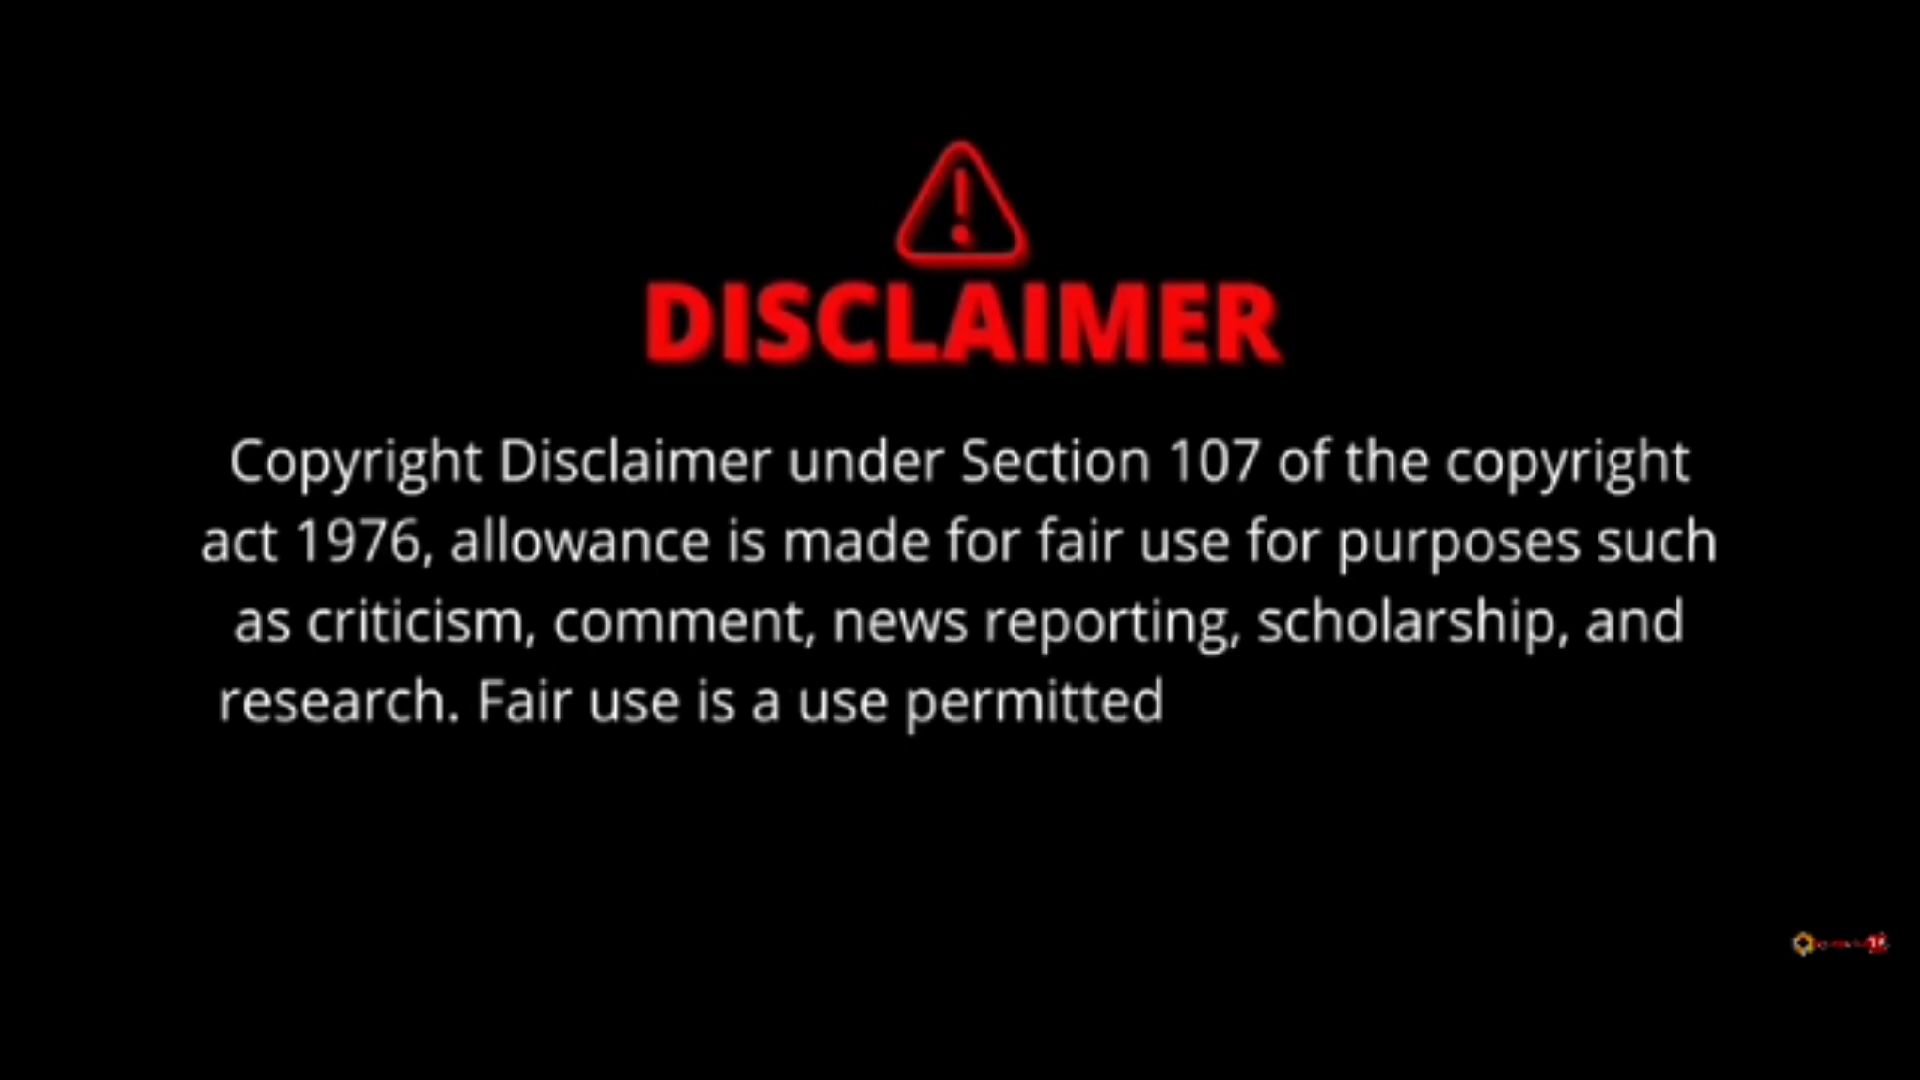 DISCLAIMER
Copyright Disclaimer under Section 107 of the copyright
act 1976, allowance is made for fair use for purposes such
as criticism, comment, news reporting, scholarship, and
research. Fair use is a use permitted